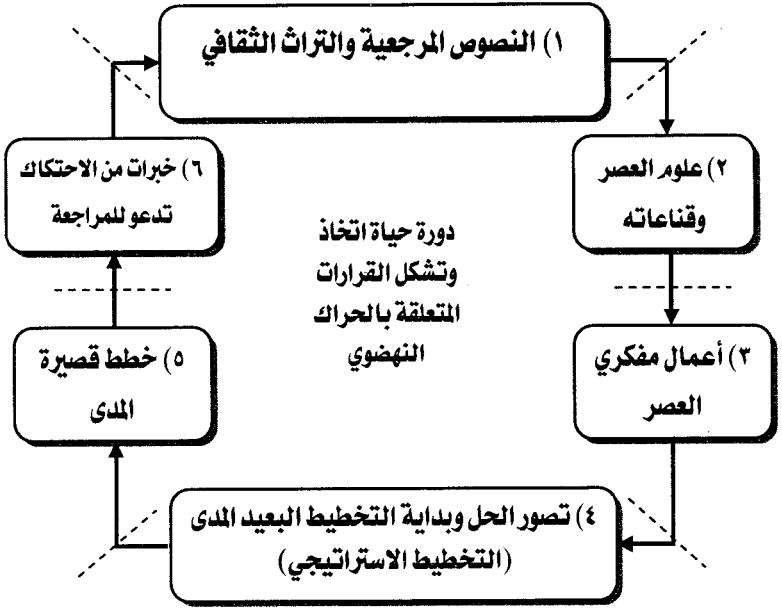 ١) النصوص المرجعية والتراث الثقافي
٢) علوم العصر
وقناعاته
٣) أعمال مفكري
العصر
٤) تصور الحل وبداية التخطيط البعيد المدى
(التخطيط الاستراتيجي)
٥) خطط قصيرة
المدى
٦) خبرات من الاحتكاك
تدعو للمراجعة
دورة حياة اتخاذ
وتشكل القرارات
المتعلقة بالحراك
النهضوي